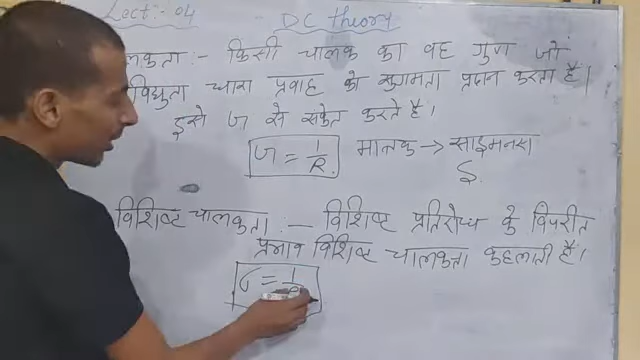 Lect:- 04
DC theory
लकता :- किसी चालक का वह गुण जो
विद्युता धारा प्रवाह को सुगमता प्रदान करता है।
इसे G से संकेत करते है।
G = 1/R. मानक → साइमनस
S.
विशिष्ट चालकता :- विशिष्ट प्रतिरोध के विपरीत
प्रभाव विशिष्ट चालकता कहलाती है।
σ = 1/